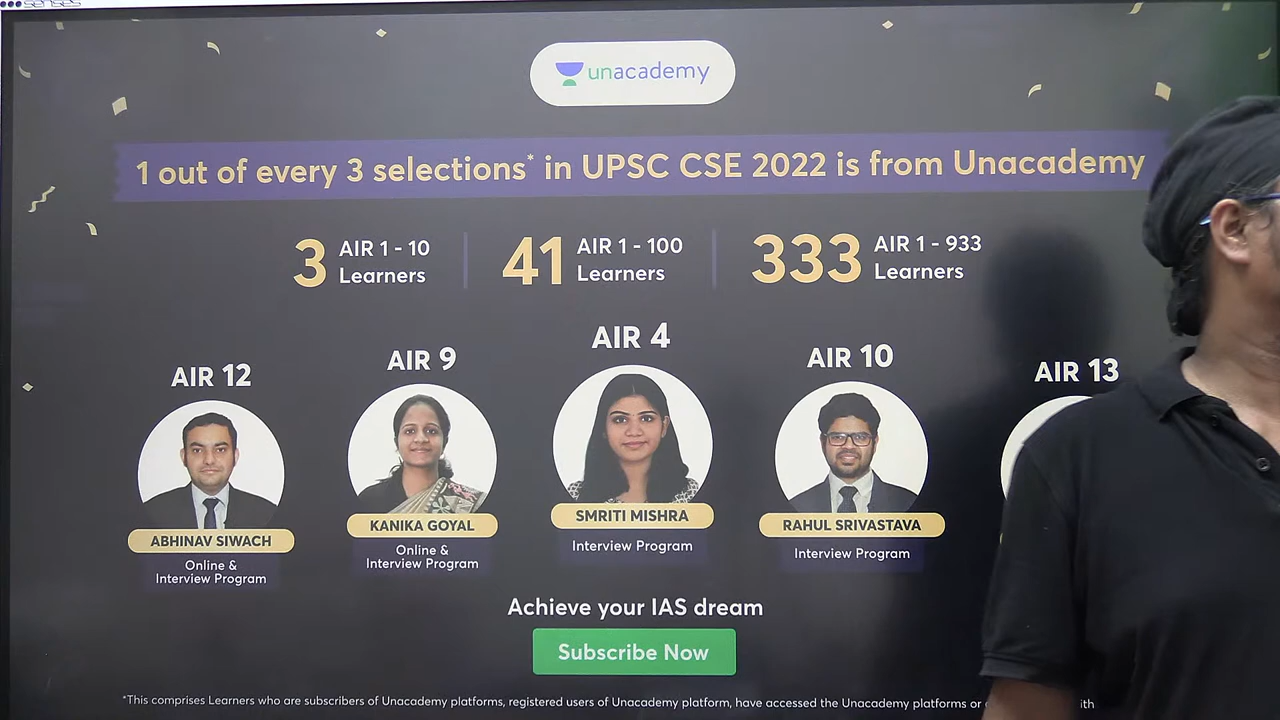 senses
unacademy
1 out of every 3 selections* in UPSC CSE 2022 is from Unacademy
3 AIR 1 - 10 Learners
41 AIR 1 - 100 Learners
333 AIR 1 - 933 Learners
AIR 12
ABHINAV SIWACH
Online &
Interview Program
AIR 9
KANIKA GOYAL
Online &
Interview Program
AIR 4
SMRITI MISHRA
Interview Program
AIR 10
RAHUL SRIVASTAVA
Interview Program
AIR 13
Achieve your IAS dream
Subscribe Now
*This comprises Learners who are subscribers of Unacademy platforms, registered users of Unacademy platform, have accessed the Unacademy platforms or